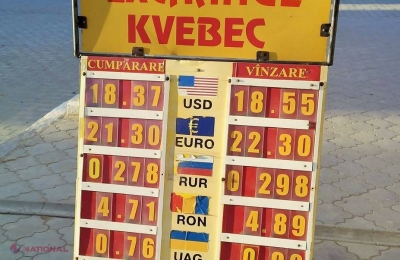 KVEBEC
CUMPĂRARE VÎNZARE
18.37 USD 18.55
21.30 EURO 22.30
0 278 RUR 0 298
4.71 RON 4.89
0.76 UAG
NATIONAL